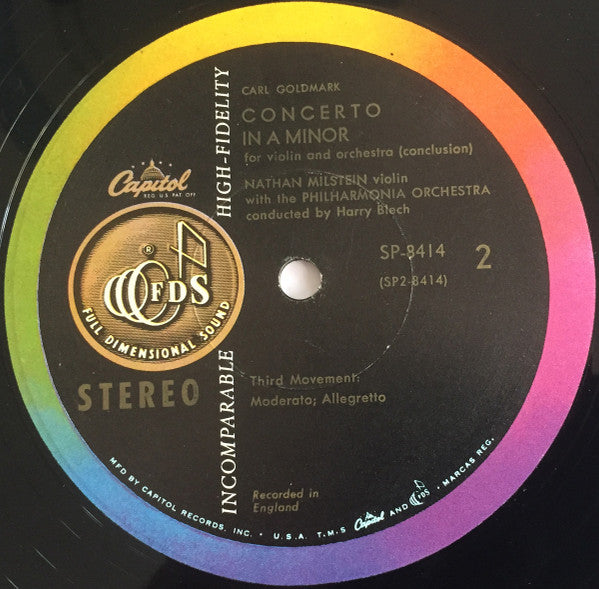 CARL GOLDMARK
CONCERTO
IN A MINOR
for violin and orchestra (conclusion)
NATHAN MILSTEIN violin
with the PHILHARMONIA ORCHESTRA
conducted by Harry Blech
Capitol
REG. U.S. PAT. OFF.
INCOMPARABLE HIGH-FIDELITY
SP-8414 2
(SP2-8414)
®
FDS
FULL DIMENSIONAL SOUND
STEREO
Third Movement:
Moderato; Allegretto
Recorded in
England
MFD BY CAPITOL RECORDS, INC. • U.S.A. T.M.S Capitol AND FDS • MARCAS REG.